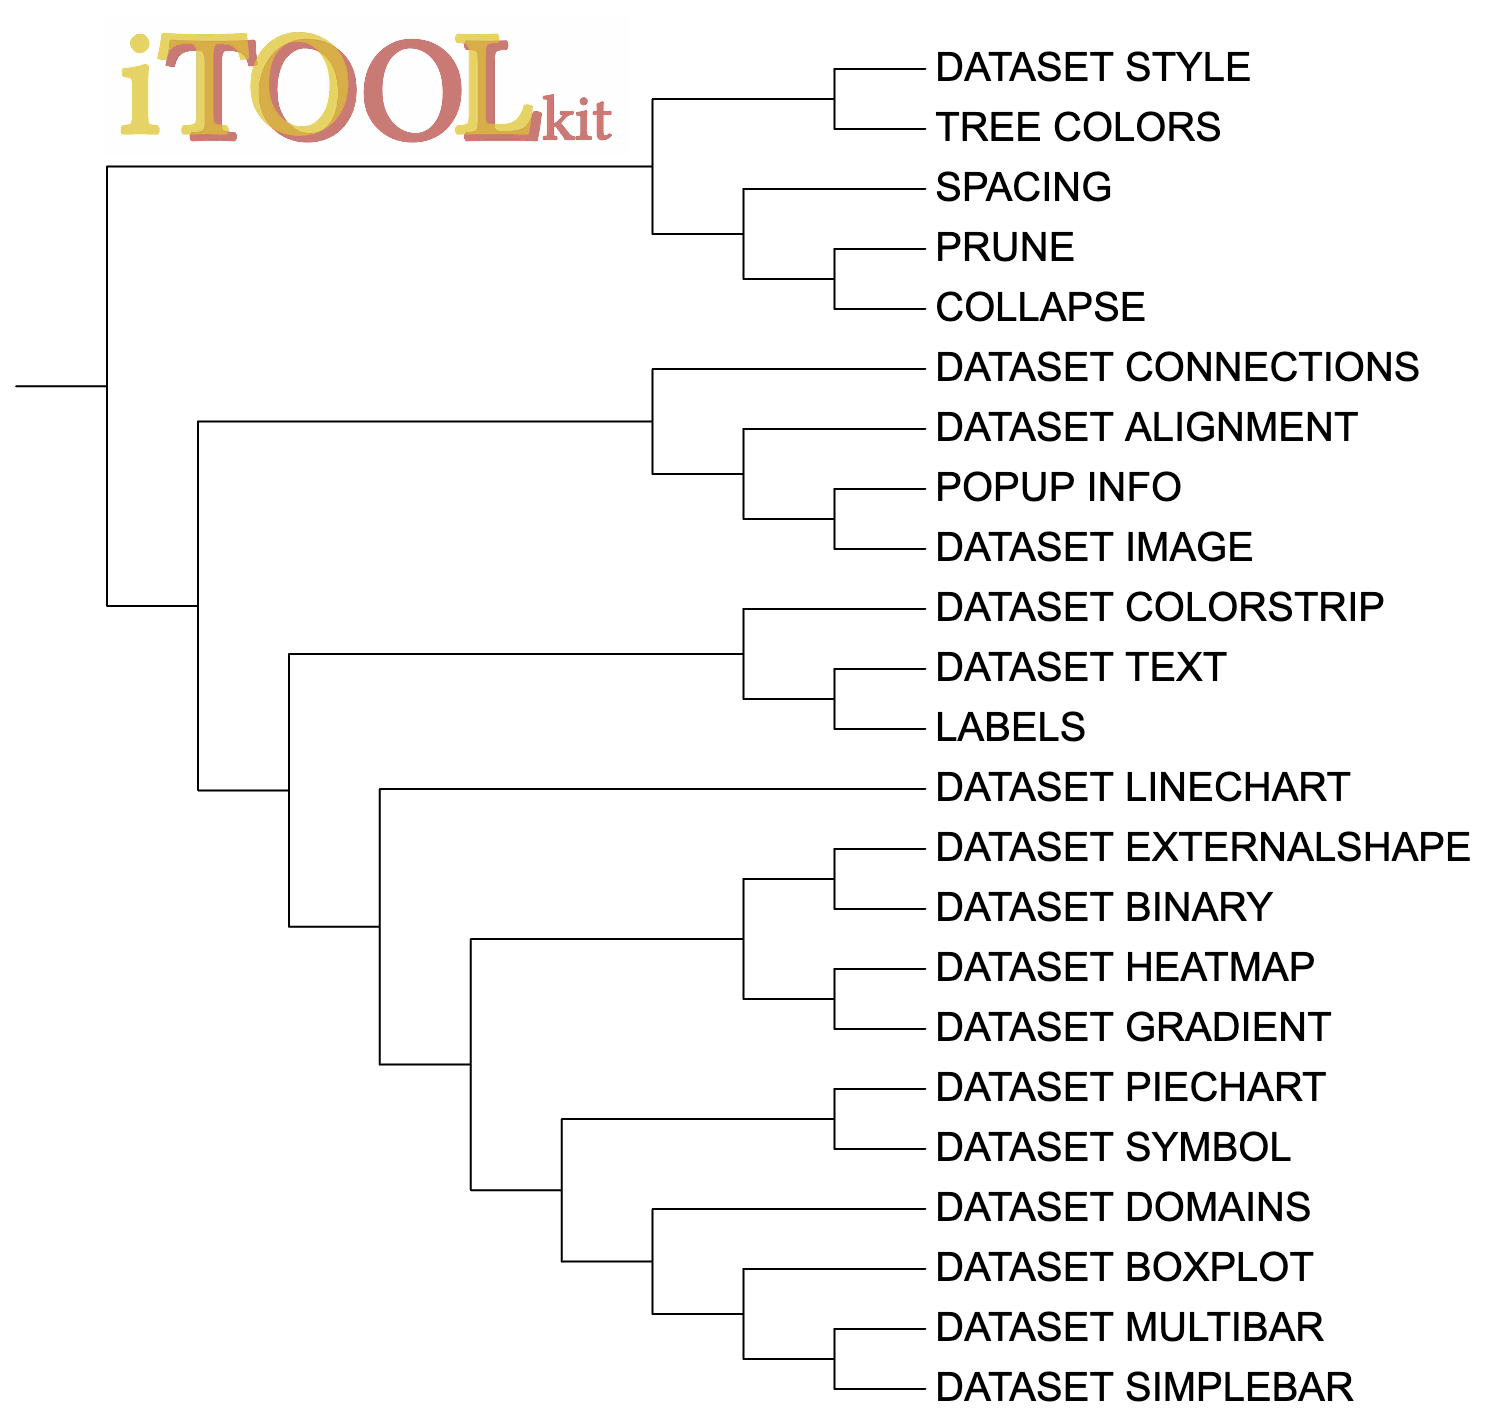 iTOOLkit
DATASET STYLE
TREE COLORS
SPACING
PRUNE
COLLAPSE
DATASET CONNECTIONS
DATASET ALIGNMENT
POPUP INFO
DATASET IMAGE
DATASET COLORSTRIP
DATASET TEXT
LABELS
DATASET LINECHART
DATASET EXTERNALSHAPE
DATASET BINARY
DATASET HEATMAP
DATASET GRADIENT
DATASET PIECHART
DATASET SYMBOL
DATASET DOMAINS
DATASET BOXPLOT
DATASET MULTIBAR
DATASET SIMPLEBAR